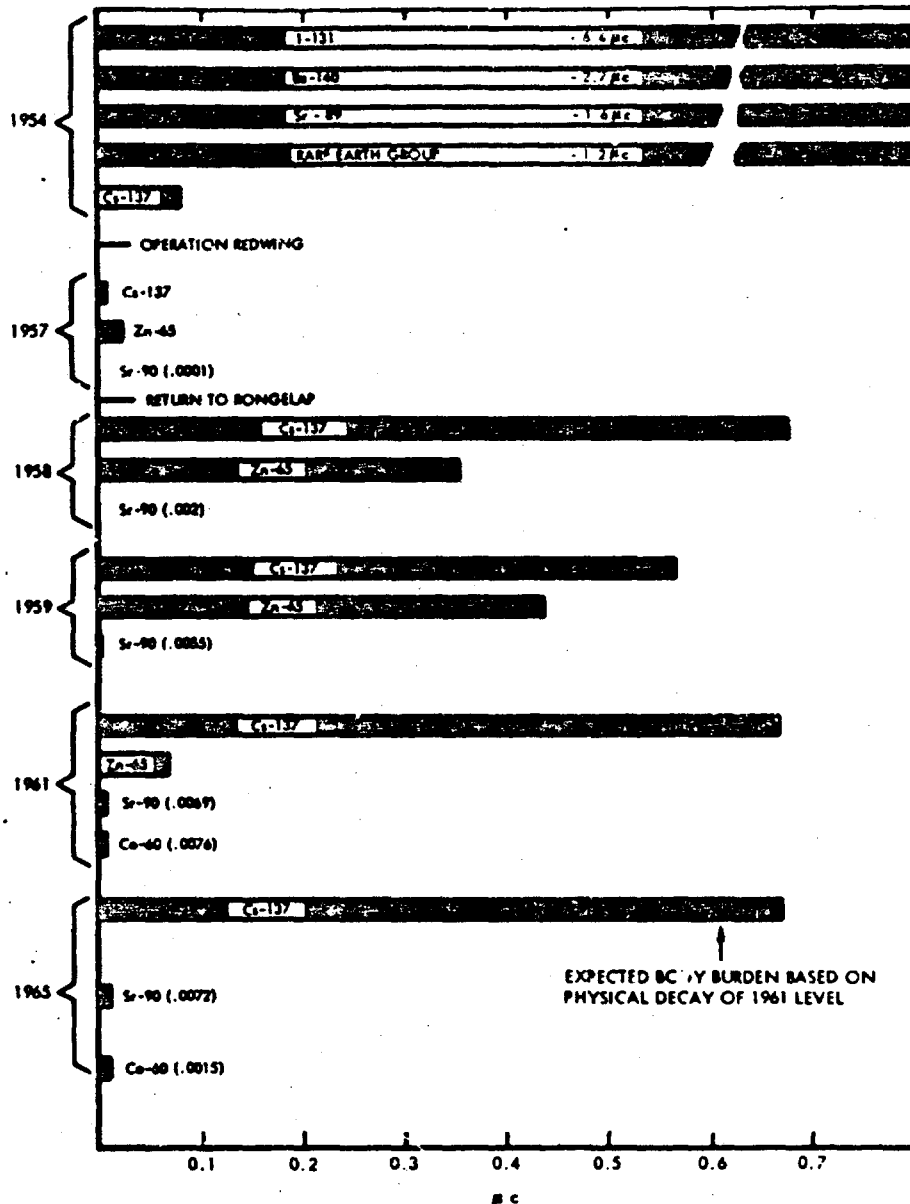 1954
I-131 - 6.4 μc
Ba-140 - 2.7 μc
Sr-89 - 1.6 μc
RARE EARTH GROUP - 1.2 μc
Cs-137
OPERATION REDWING
1957
Cs-137
Zn-65
Sr-90 (.0001)
RETURN TO RONGELAP
1958
Cs-137
Zn-65
Sr-90 (.002)
1959
Cs-137
Zn-65
Sr-90 (.0055)
1961
Cs-137
Zn-65
Sr-90 (.0069)
Co-60 (.0076)
1965
Cs-137
EXPECTED BODY BURDEN BASED ON
PHYSICAL DECAY OF 1961 LEVEL
Sr-90 (.0072)
Co-60 (.0015)
0.1 0.2 0.3 0.4 0.5 0.6 0.7
μc